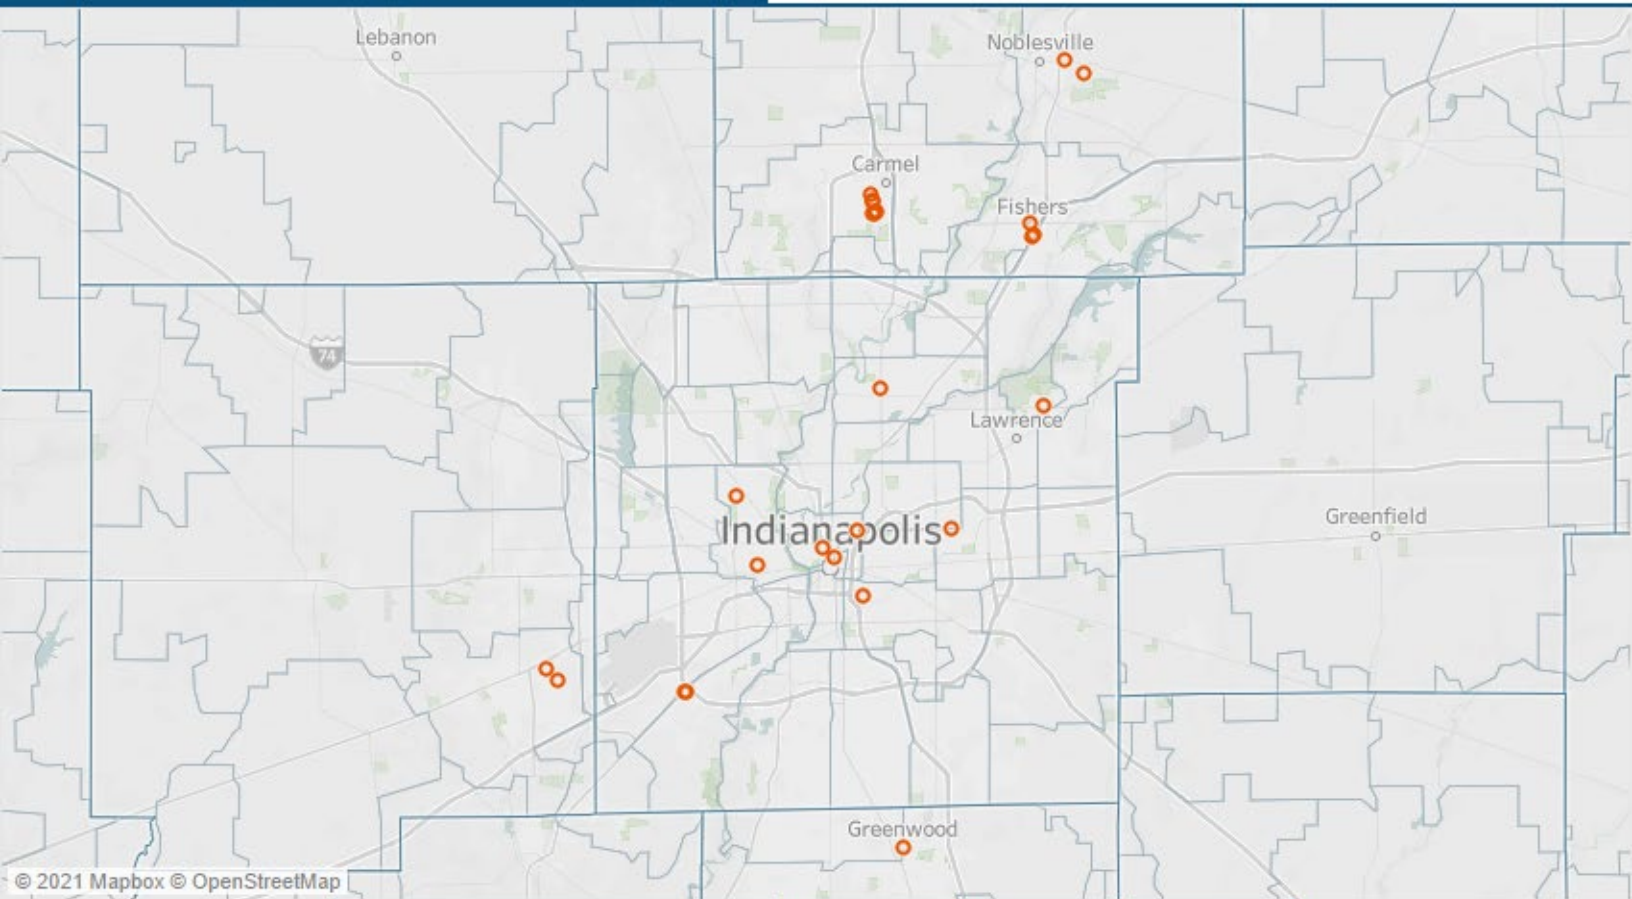 Lebanon
Noblesville
Carmel
Fishers
74
Lawrence
Indianapolis
Greenfield
Greenwood
© 2021 Mapbox © OpenStreetMap